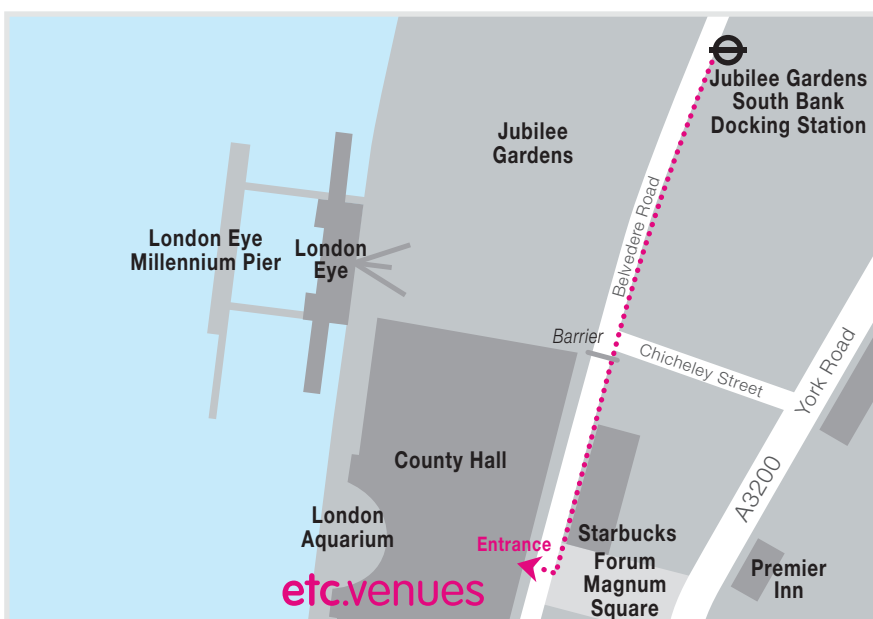 Jubilee Gardens
South Bank
Docking Station
Jubilee
Gardens
Belvedere Road
London Eye
Millennium Pier
London
Eye
Barrier
Chicheley Street
York Road
County Hall
A3200
London
Aquarium
Entrance
Starbucks
Forum
Magnum
Square
Premier
Inn
etc.venues